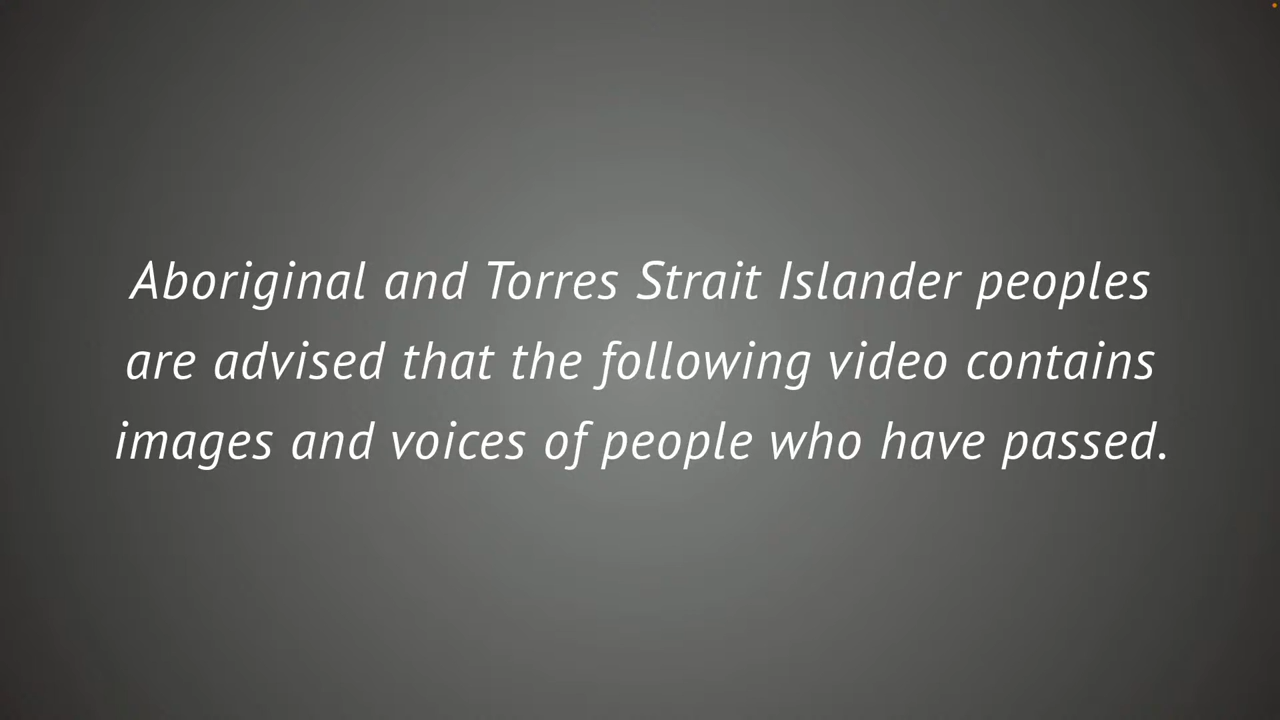 Aboriginal and Torres Strait Islander peoples
are advised that the following video contains
images and voices of people who have passed.